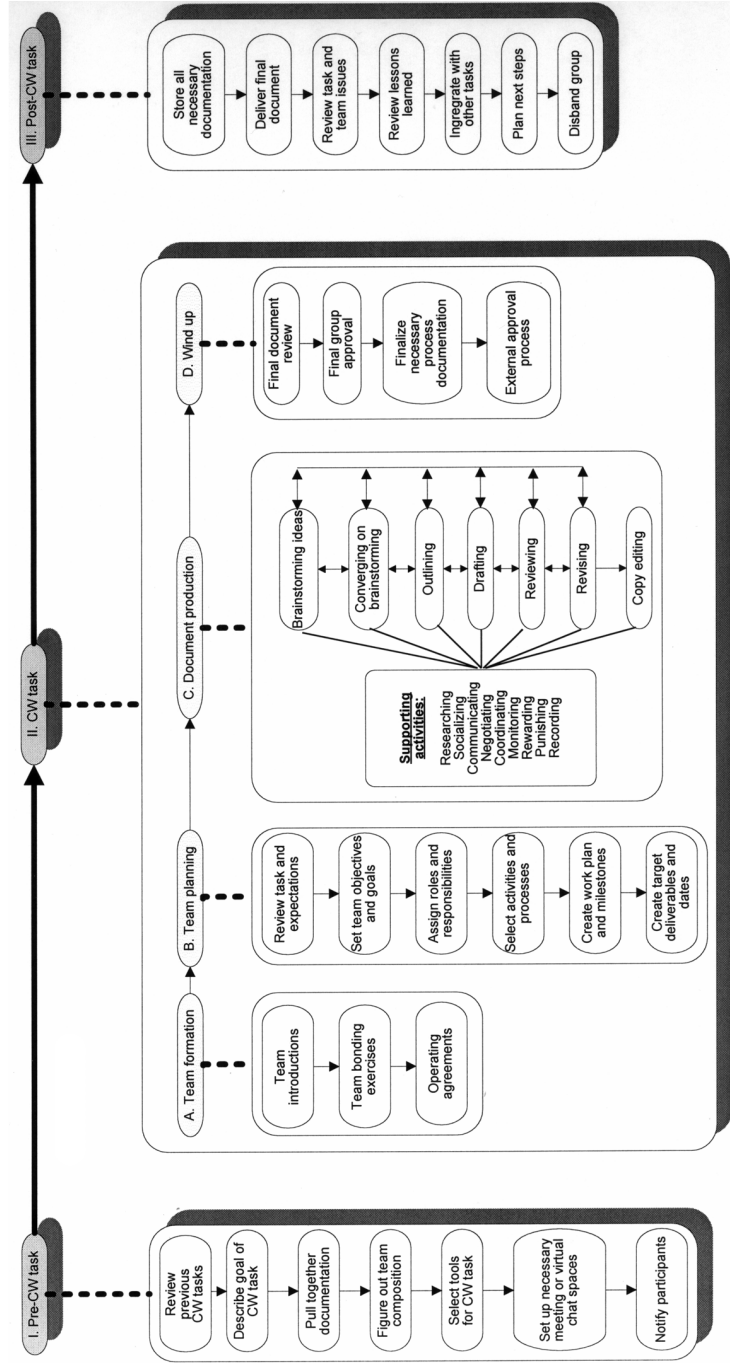 I. Pre-CW task
Review
previous
CW tasks
Describe goal of
CW task
Pull together
documentation
Figure out team
composition
Select tools
for CW task
Set up necessary
meeting or virtual
chat spaces
Notify participants
II. CW task
A. Team formation
Team
introductions
Team bonding
exercises
Operating
agreements
B. Team planning
Review task and
expectations
Set team objectives
and goals
Assign roles and
responsibilities
Select activities and
processes
Create work plan
and milestones
Create target
deliverables and
dates
C. Document production
Supporting
activities:
Researching
Socializing
Communicating
Negotiating
Coordinating
Monitoring
Rewarding
Punishing
Recording
Brainstorming ideas
Converging on
brainstorming
Outlining
Drafting
Reviewing
Revising
Copy editing
D. Wind up
Final document
review
Final group
approval
Finalize
necessary
process
documentation
External approval
process
III. Post-CW task
Store all
necessary
documentation
Deliver final
document
Review task and
team issues
Review lessons
learned
Ingregrate with
other tasks
Plan next steps
Disband group